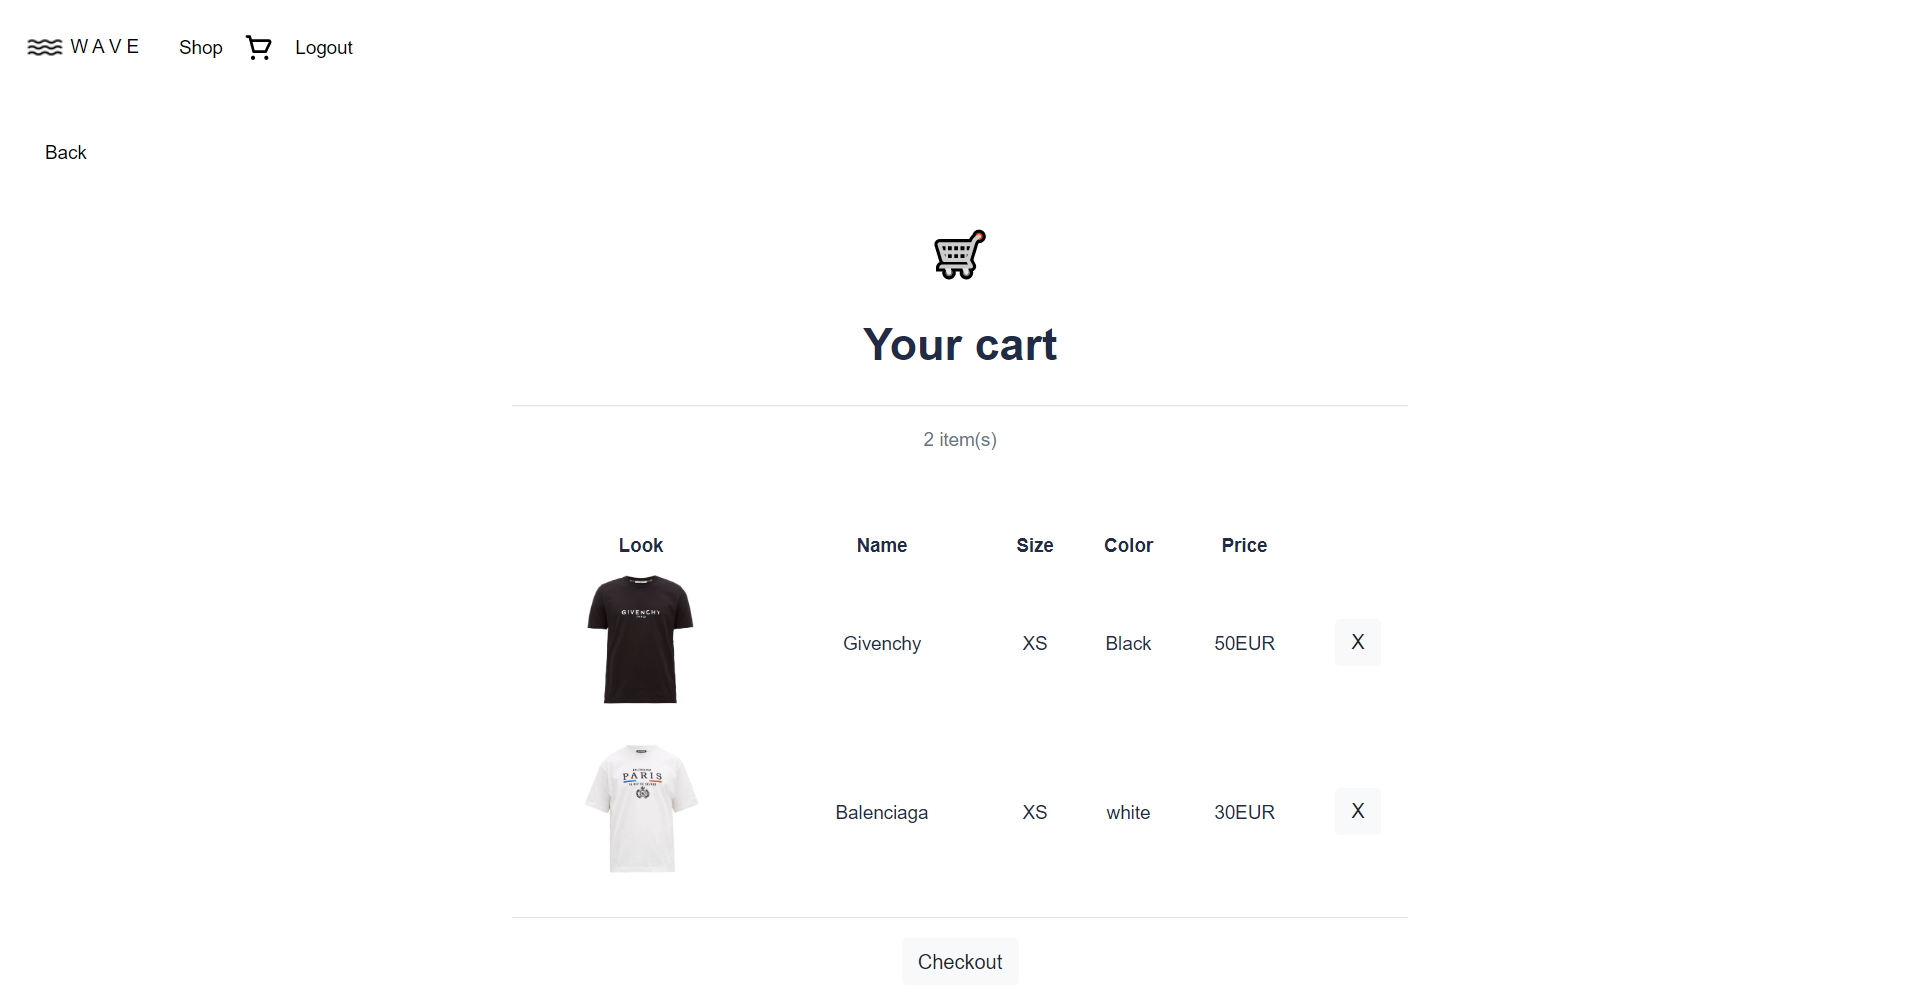 WAVE Shop Logout
Back
Your cart
2 item(s)
Look Name Size Color Price
GIVENCHY
Givenchy XS Black 50EUR X
PARIS
Balenciaga XS white 30EUR X
Checkout